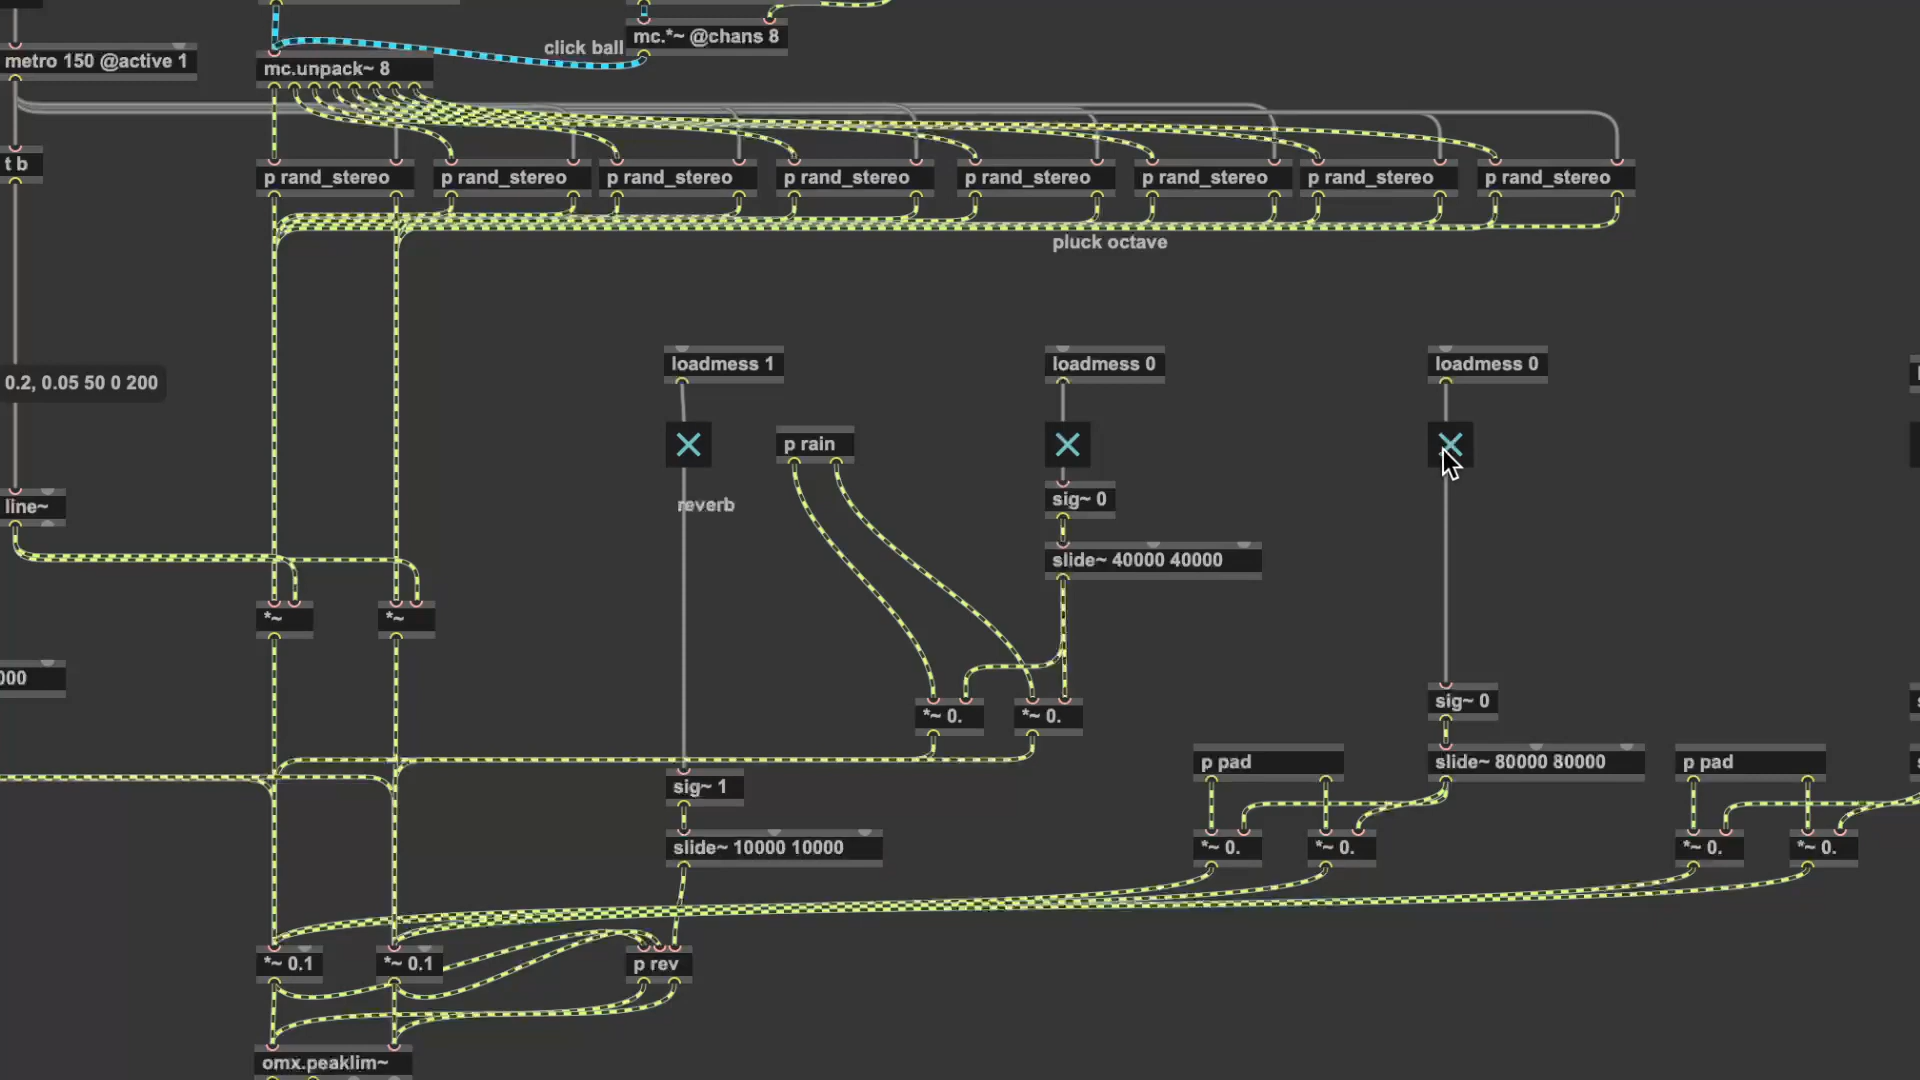 mc.*~ @chans 8
click ball
metro 150 @active 1
mc.unpack~ 8
t b
p rand_stereo
p rand_stereo
p rand_stereo
p rand_stereo
p rand_stereo
p rand_stereo
p rand_stereo
p rand_stereo
pluck octave
loadmess 1
loadmess 0
loadmess 0
0.2, 0.05 50 0 200
p rain
sig~ 0
reverb
line~
slide~ 40000 40000
*~
*~
000
sig~ 0
*~ 0.
*~ 0.
p pad
slide~ 80000 80000
p pad
sig~ 1
slide~ 10000 10000
*~ 0.
*~ 0.
*~ 0.
*~ 0.
*~ 0.1
*~ 0.1
p rev
omx.peaklim~